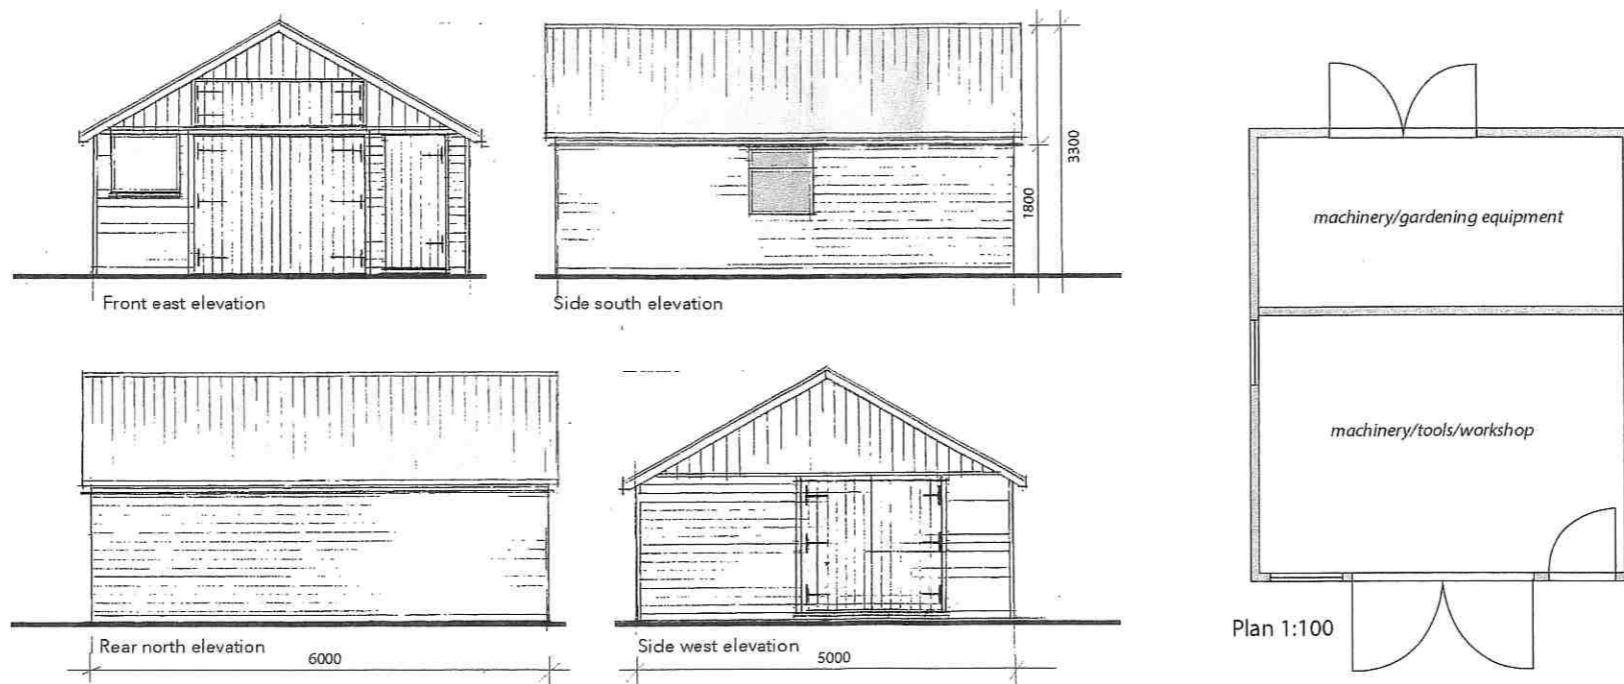 3300
1800
Front east elevation
Side south elevation
machinery/gardening equipment
machinery/tools/workshop
Plan 1:100
Rear north elevation
6000
Side west elevation
5000